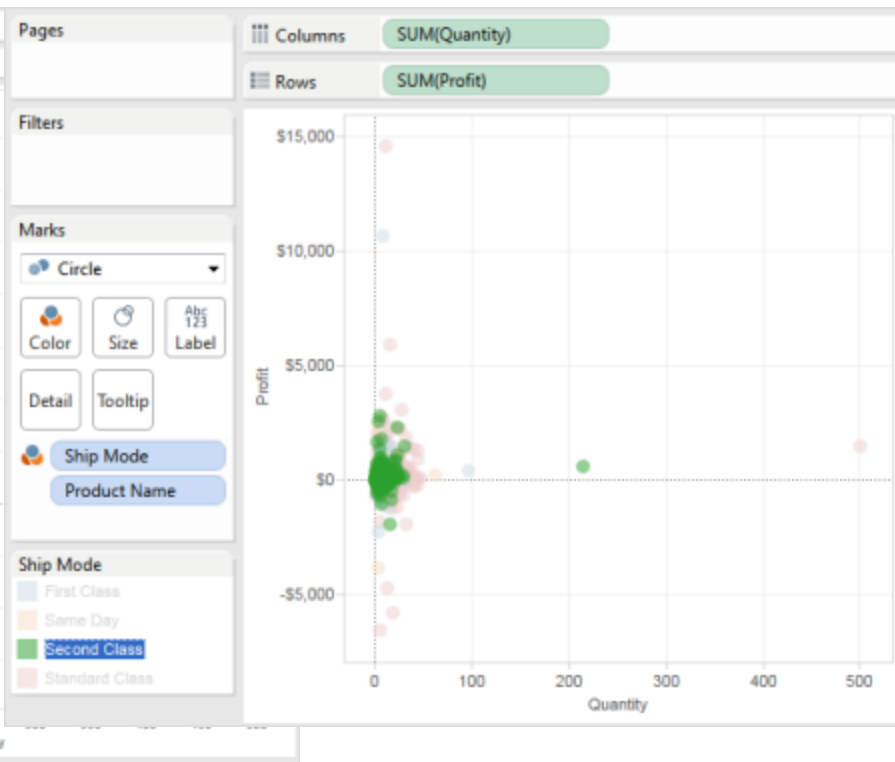 Pages
Columns
SUM(Quantity)
Rows
SUM(Profit)
Filters
Marks
Circle
Color
Size
Abc
123
Label
Detail
Tooltip
Ship Mode
Product Name
Ship Mode
First Class
Same Day
Second Class
Standard Class
$15,000
$10,000
$5,000
$0
-$5,000
Profit
0 100 200 300 400 500
Quantity